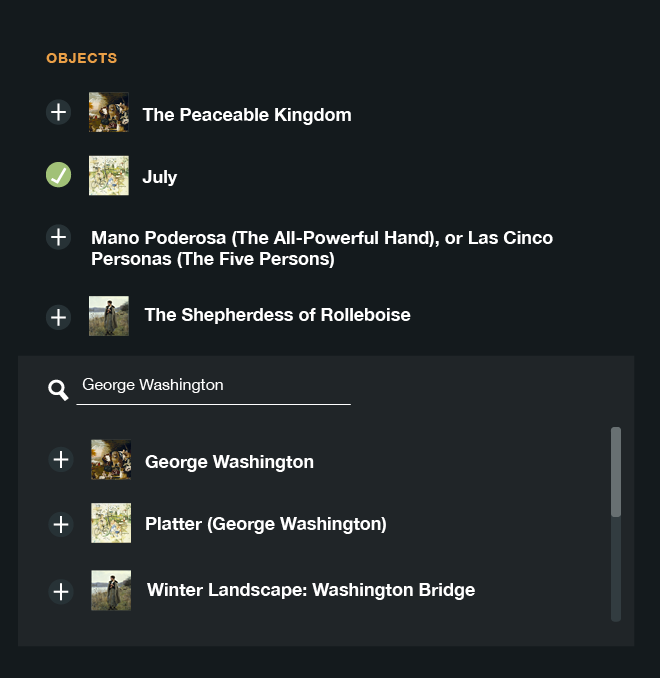 OBJECTS
The Peaceable Kingdom
July
Mano Poderosa (The All-Powerful Hand), or Las Cinco
Personas (The Five Persons)
The Shepherdess of Rolleboise
George Washington
George Washington
Platter (George Washington)
Winter Landscape: Washington Bridge